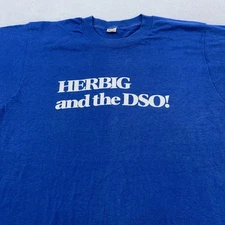 HERBIG
and the DSO!